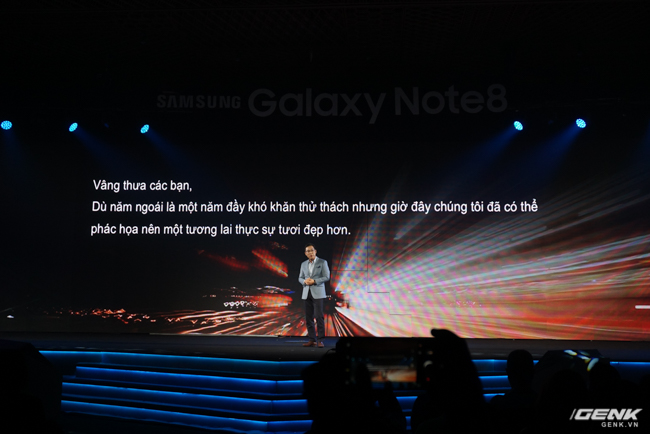 SAMSUNG Galaxy Note8
Vâng thưa các bạn,
Dù năm ngoái là một năm đầy khó khăn thử thách nhưng giờ đây chúng tôi đã có thể
phác họa nên một tương lai thực sự tươi đẹp hơn.
GENK
GENK.VN